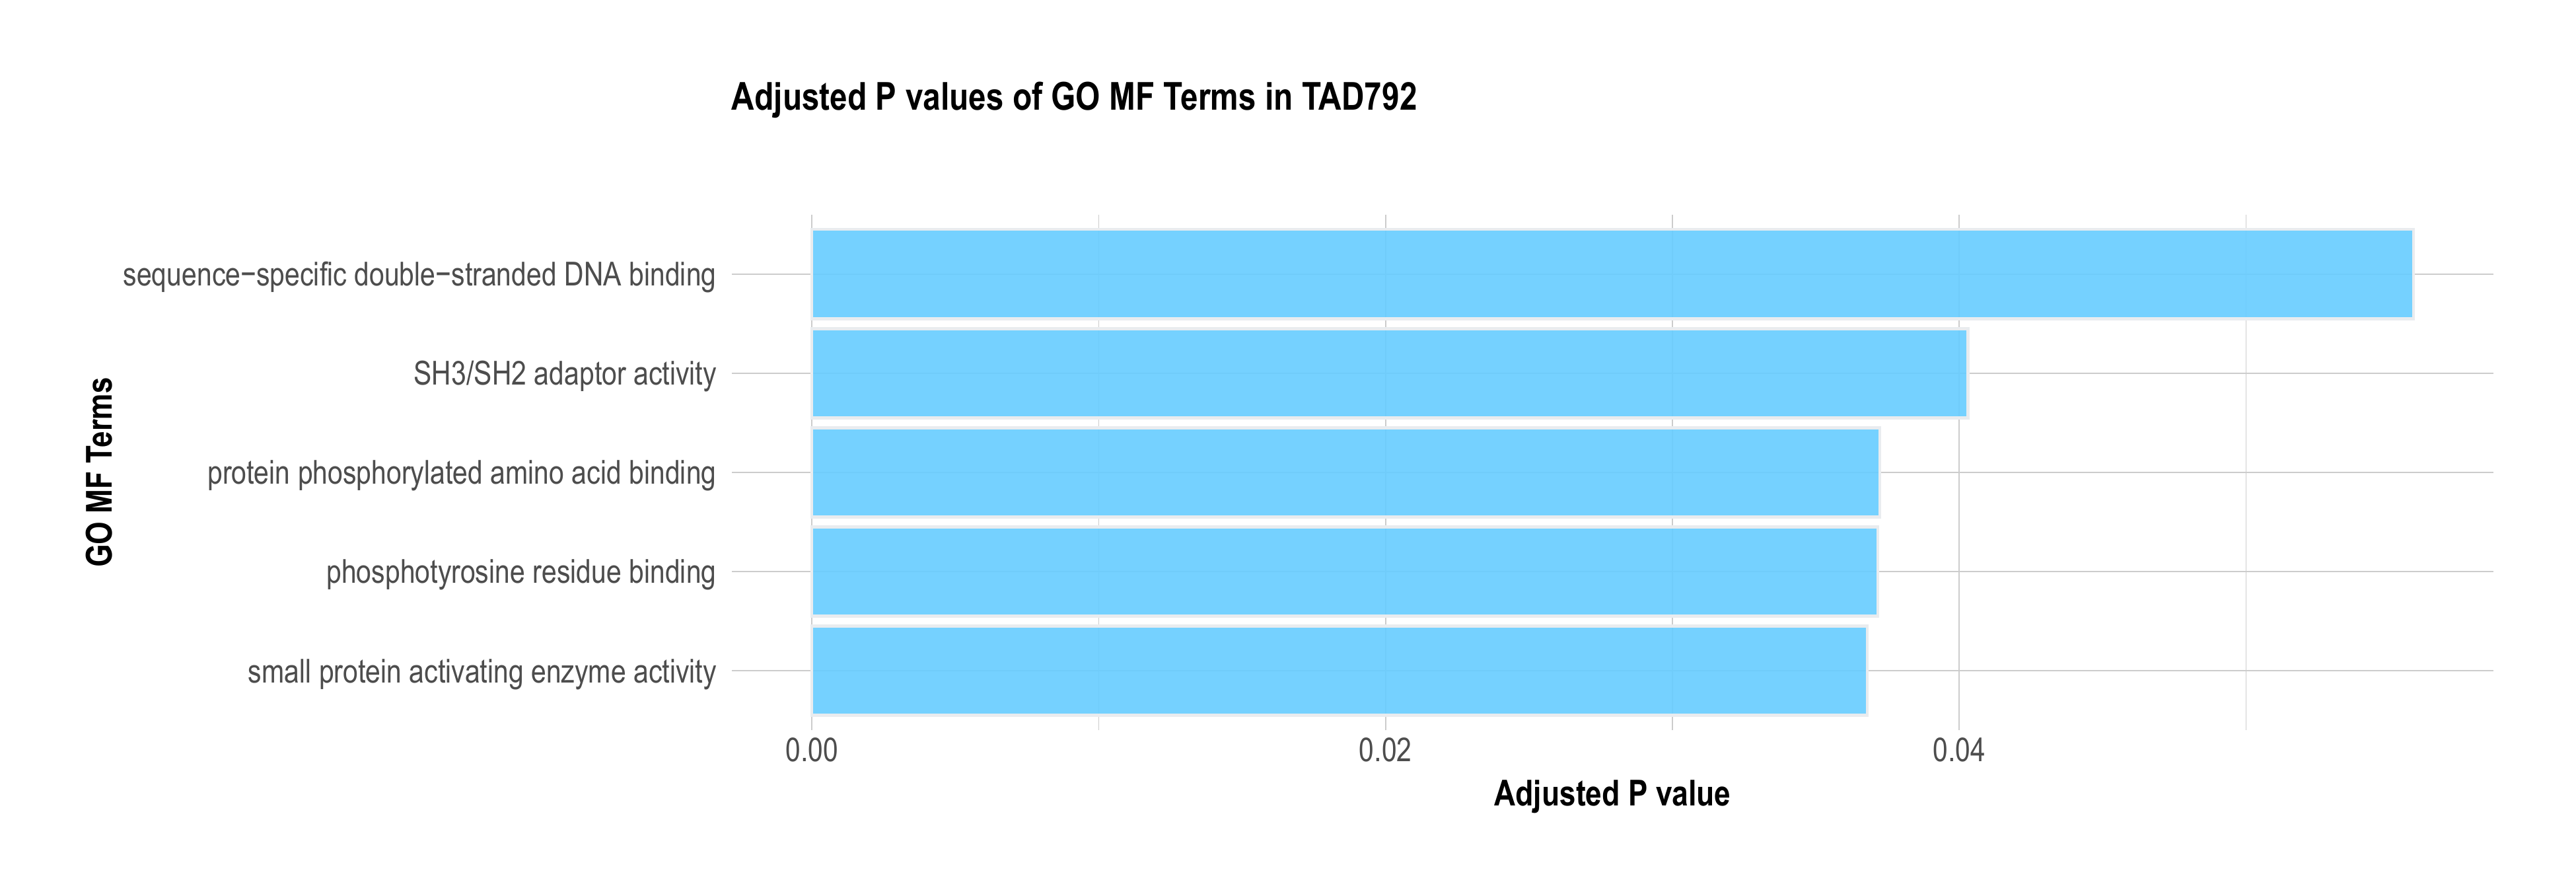 Adjusted P values of GO MF Terms in TAD792
GO MF Terms
sequence−specific double−stranded DNA binding
SH3/SH2 adaptor activity
protein phosphorylated amino acid binding
phosphotyrosine residue binding
small protein activating enzyme activity
0.00
0.02
0.04
Adjusted P value